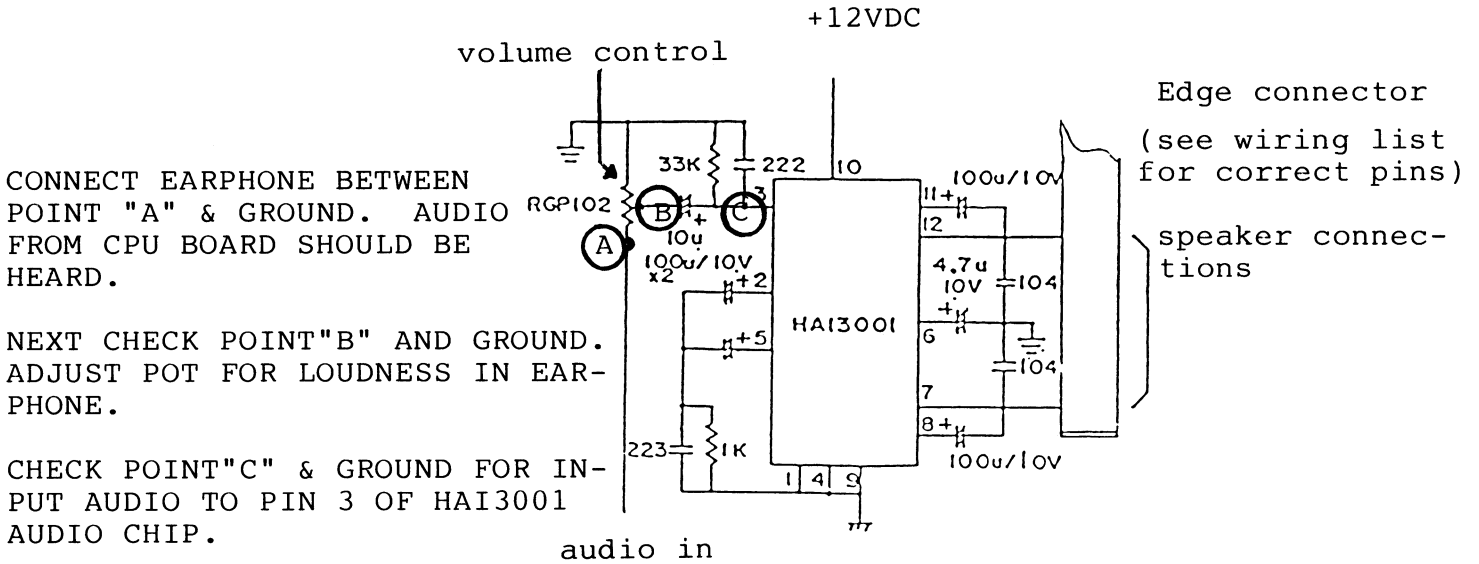 +12VDC
volume control
Edge connector
(see wiring list
for correct pins)
speaker connec-
tions
CONNECT EARPHONE BETWEEN
POINT "A" & GROUND. AUDIO
FROM CPU BOARD SHOULD BE
HEARD.
NEXT CHECK POINT"B" AND GROUND.
ADJUST POT FOR LOUDNESS IN EAR-
PHONE.
CHECK POINT"C" & GROUND FOR IN-
PUT AUDIO TO PIN 3 OF HA13001
AUDIO CHIP.
33K
222
RGP102
B
+
10u
C
3
A
100u/10V
x2
+2
+5
223
1K
HA13001
10
11+
100u/10V
12
4.7u
10V
+
6
104
104
7
8+
100u/10V
1
4
9
audio in